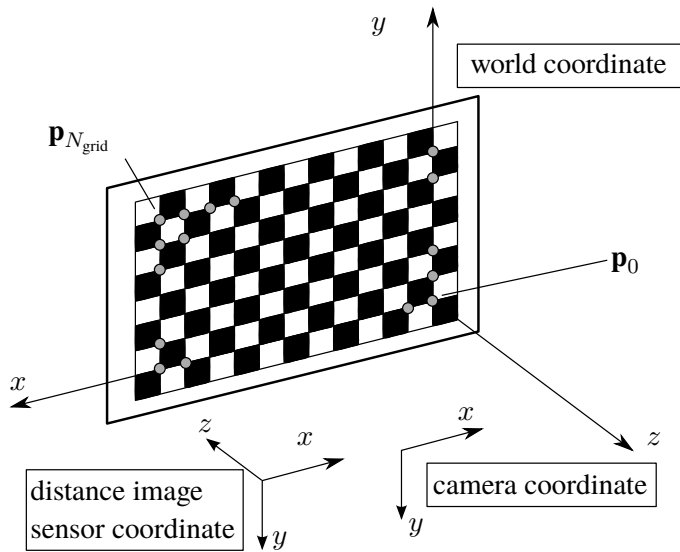 y
world coordinate
p_{N_grid}
p_0
x
z
x
x
z
distance image
sensor coordinate
y
y
camera coordinate